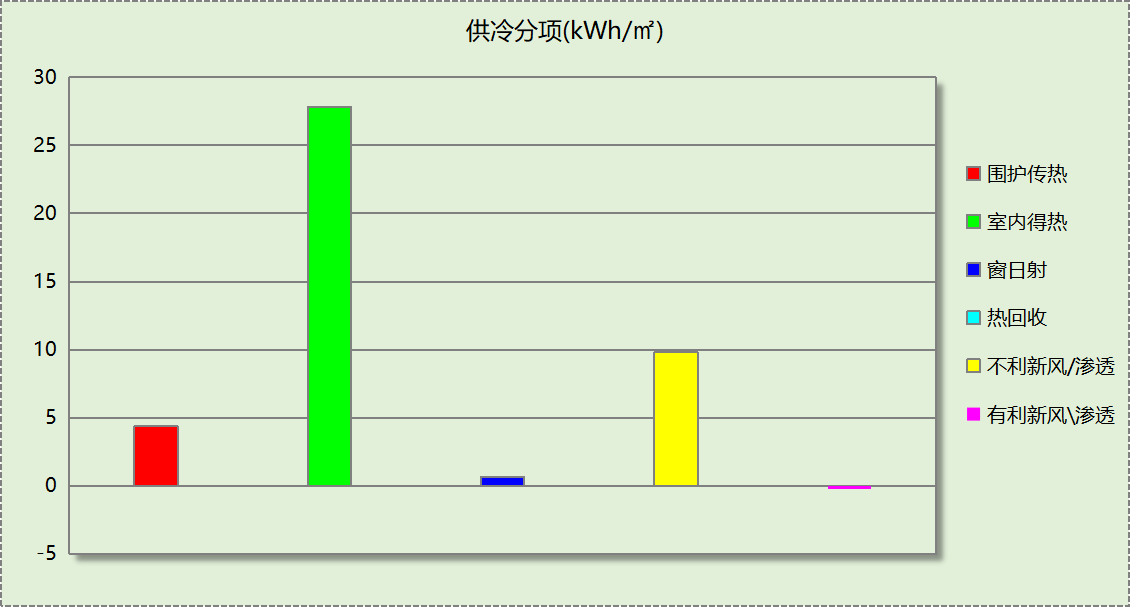 供冷分项(kWh/㎡)
30
25
20
15
10
5
0
-5
围护传热
室内得热
窗日射
热回收
不利新风/渗透
有利新风\渗透